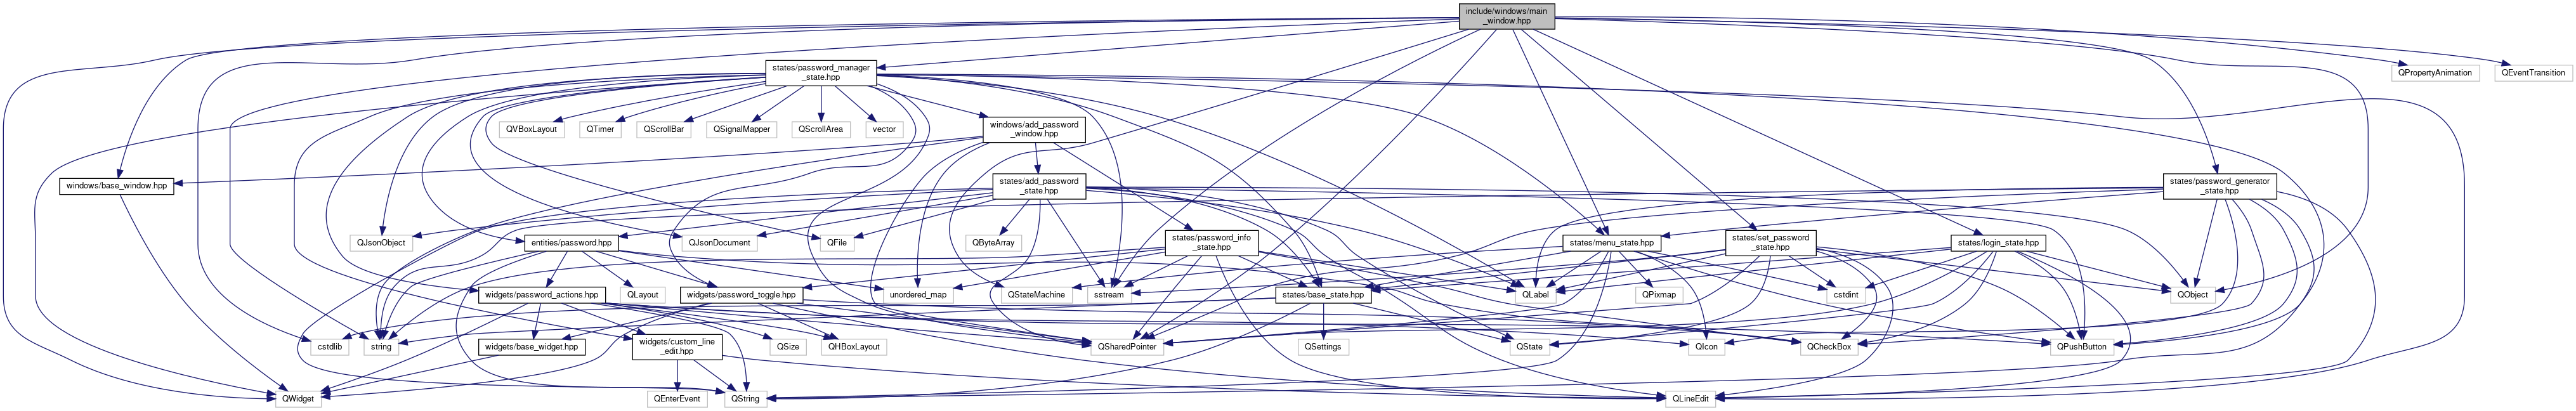 include/windows/main
_window.hpp
states/password_manager
_state.hpp
QPropertyAnimation
QEventTransition
QVBoxLayout
QTimer
QScrollBar
QSignalMapper
QScrollArea
vector
windows/add_password
_window.hpp
windows/base_window.hpp
states/add_password
_state.hpp
states/password_generator
_state.hpp
QJsonObject
entities/password.hpp
QJsonDocument
QFile
QByteArray
states/password_info
_state.hpp
states/menu_state.hpp
states/set_password
_state.hpp
states/login_state.hpp
widgets/password_actions.hpp
QLayout
widgets/password_toggle.hpp
unordered_map
QStateMachine
sstream
states/base_state.hpp
QLabel
QPixmap
cstdint
QObject
cstdlib
string
widgets/base_widget.hpp
widgets/custom_line
_edit.hpp
QSize
QHBoxLayout
QSharedPointer
QSettings
QState
QIcon
QCheckBox
QPushButton
QWidget
QEnterEvent
QString
QLineEdit